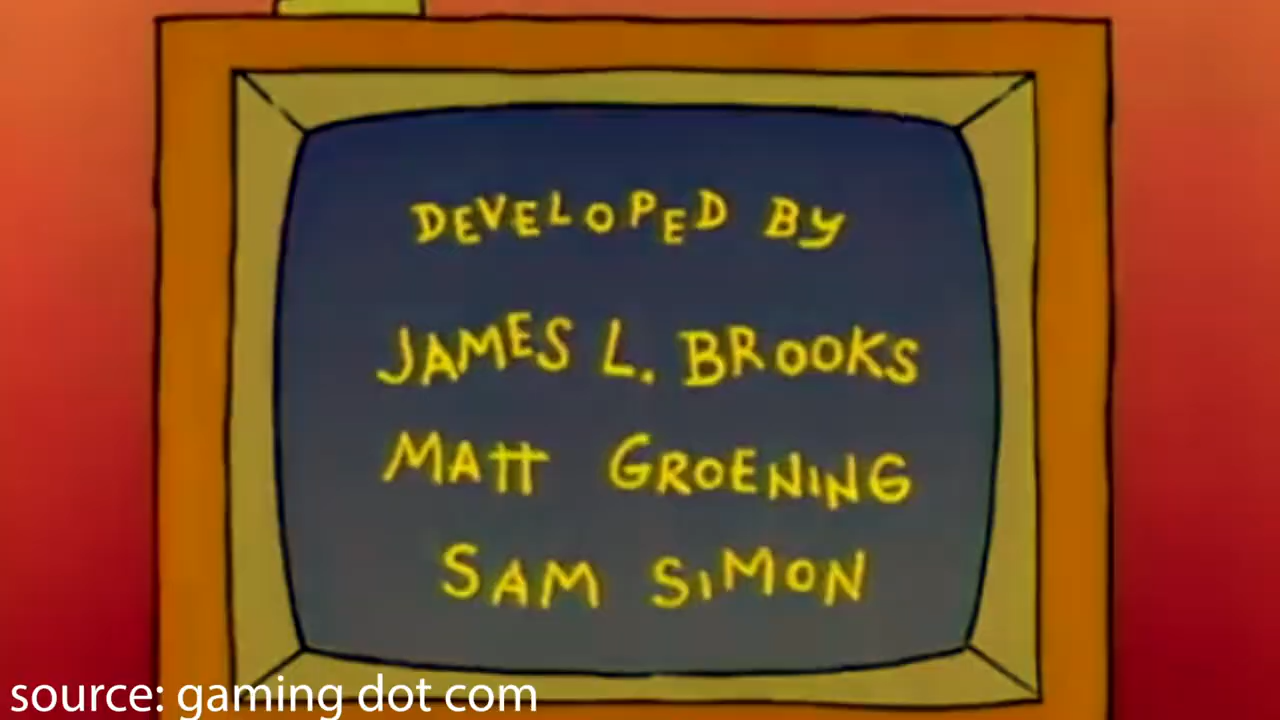 DEVELOPED BY
JAMES L. BROOKS
MATT GROENING
SAM SIMON
source: gaming dot com